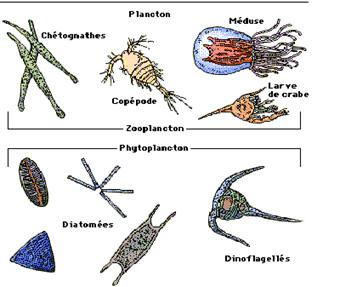 Plancton
Chétognathes
Méduse
Copépode
Larve
de crabe
Zooplancton
Phytoplancton
Diatomées
Dinoflagellés